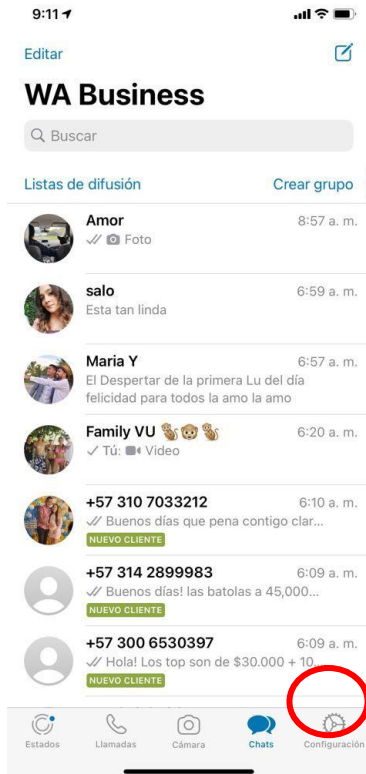 9:11
Editar
WA Business
Buscar
Listas de difusión
Crear grupo
Amor
8:57 a. m.
Foto
salo
6:59 a. m.
Esta tan linda
Maria Y
6:57 a. m.
El Despertar de la primera Lu del día
felicidad para todos la amo la amo
Family VU 🐒🐵🐒
6:20 a. m.
Tú: Video
+57 310 7033212
6:10 a. m.
Buenos días que pena contigo clar...
NUEVO CLIENTE
+57 314 2899983
6:09 a. m.
Buenos días! las batolas a 45,000...
NUEVO CLIENTE
+57 300 6530397
6:09 a. m.
Hola! Los top son de $30.000 + 10...
NUEVO CLIENTE
Estados
Llamadas
Cámara
Chats
Configuración